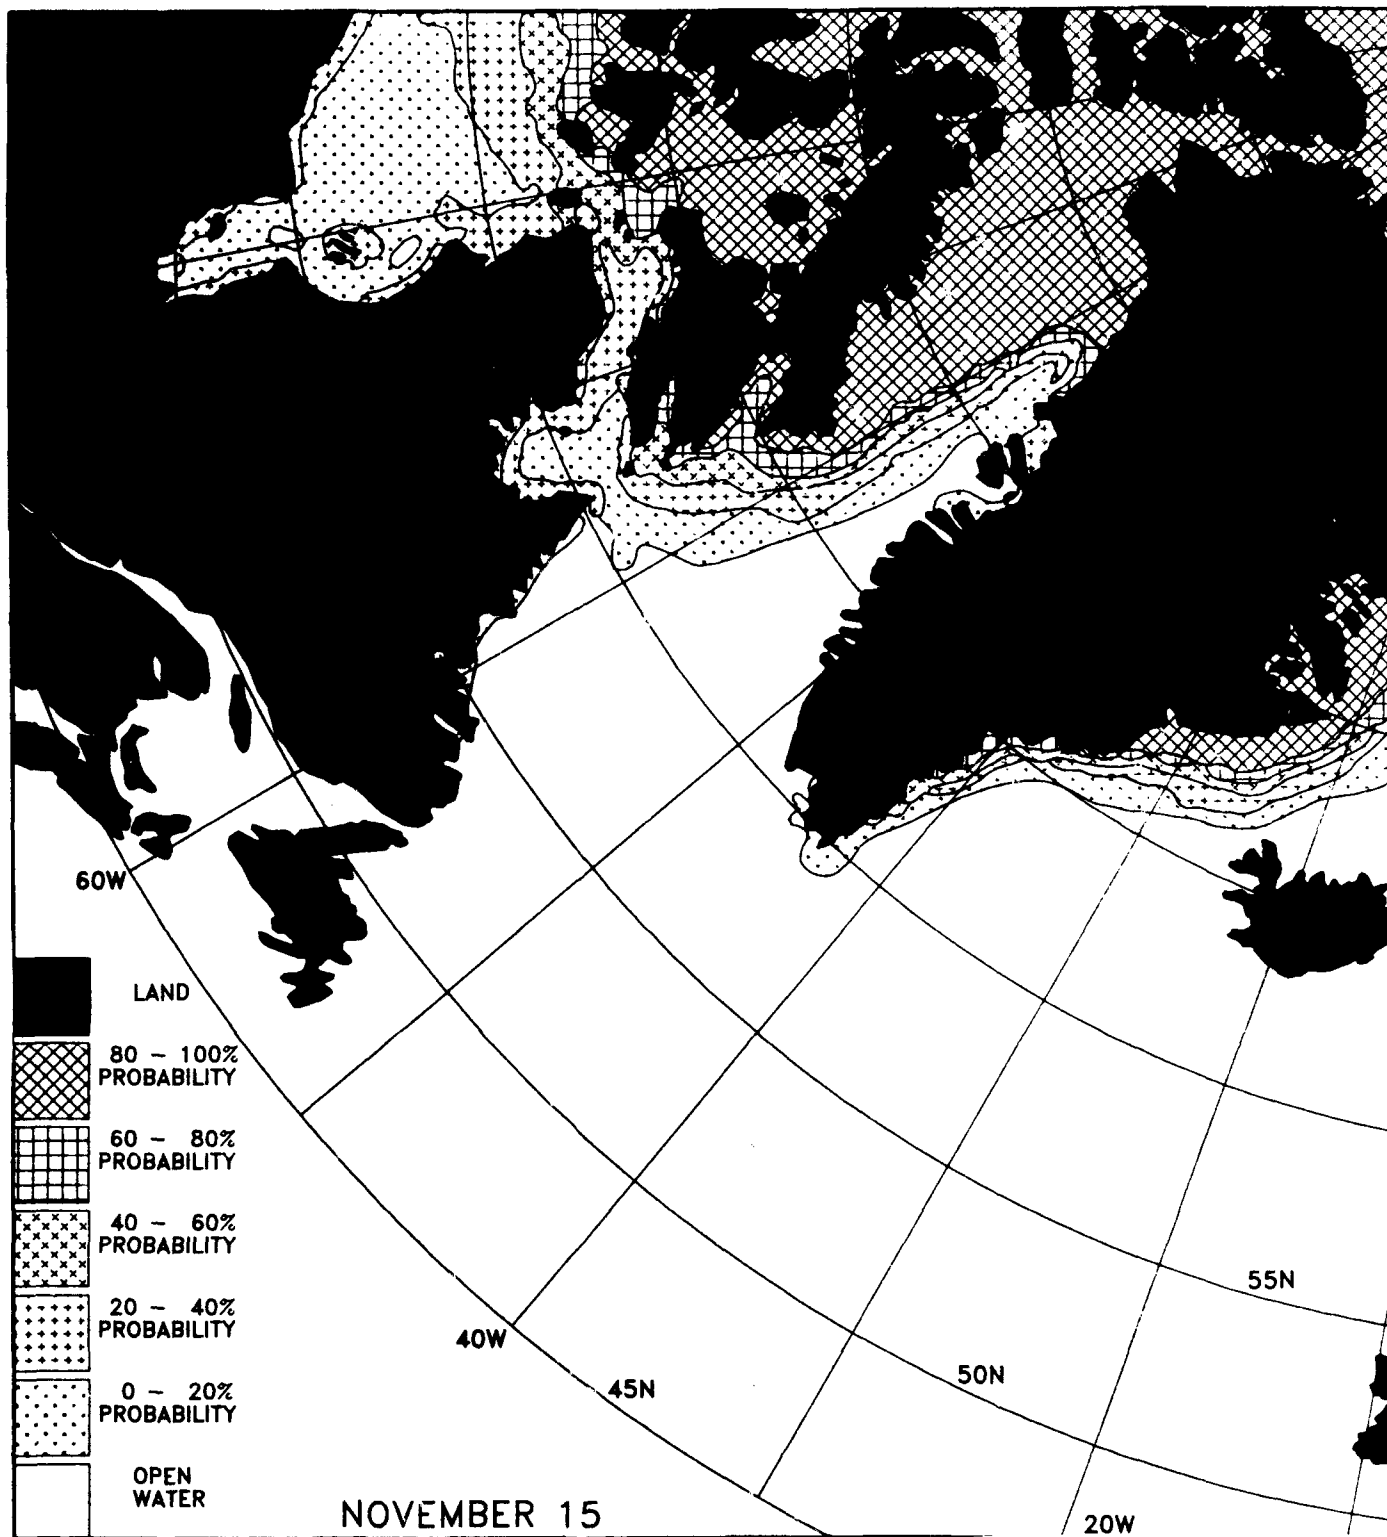 60W
LAND
80 – 100%
PROBABILITY
60 – 80%
PROBABILITY
40 – 60%
PROBABILITY
20 – 40%
PROBABILITY
0 – 20%
PROBABILITY
OPEN
WATER
55N
50N
40W
45N
NOVEMBER 15
20W